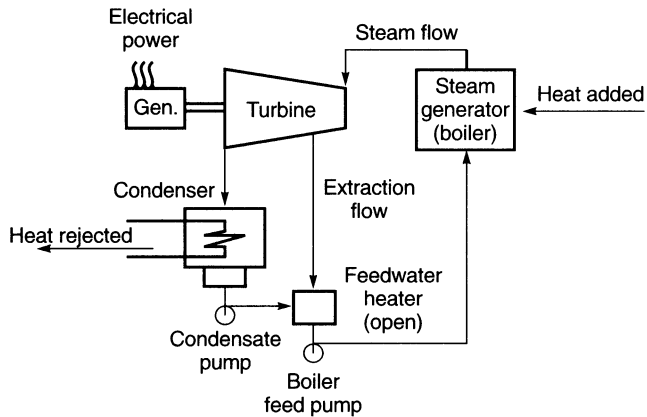 Electrical
power
Steam flow
Gen.
Turbine
Steam
generator
(boiler)
Heat added
Condenser
Extraction
flow
Heat rejected
Feedwater
heater
(open)
Condensate
pump
Boiler
feed pump